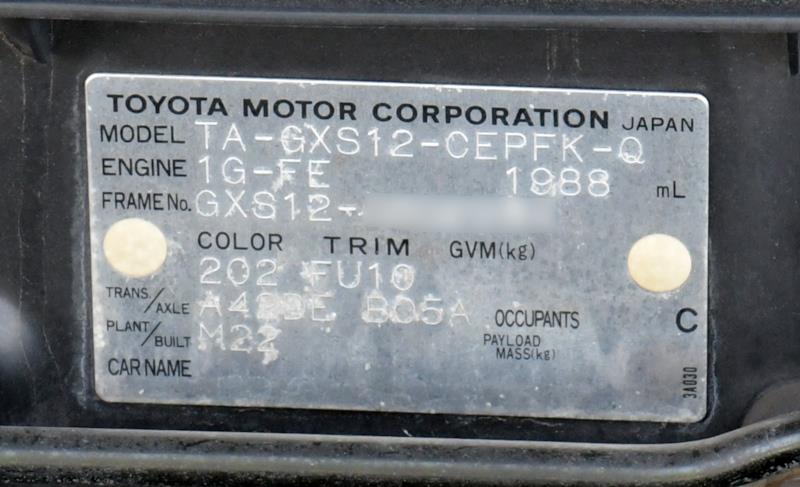 TOYOTA MOTOR CORPORATION JAPAN
MODEL TA-GXS12-CEPFK-Q
ENGINE 1G-FE 1988 mL
FRAME No. GXS12-
COLOR TRIM GVM(kg)
202 FU10
TRANS./AXLE B05A OCCUPANTS C
PLANT/BUILT M22 PAYLOAD MASS(kg)
CAR NAME
3A030